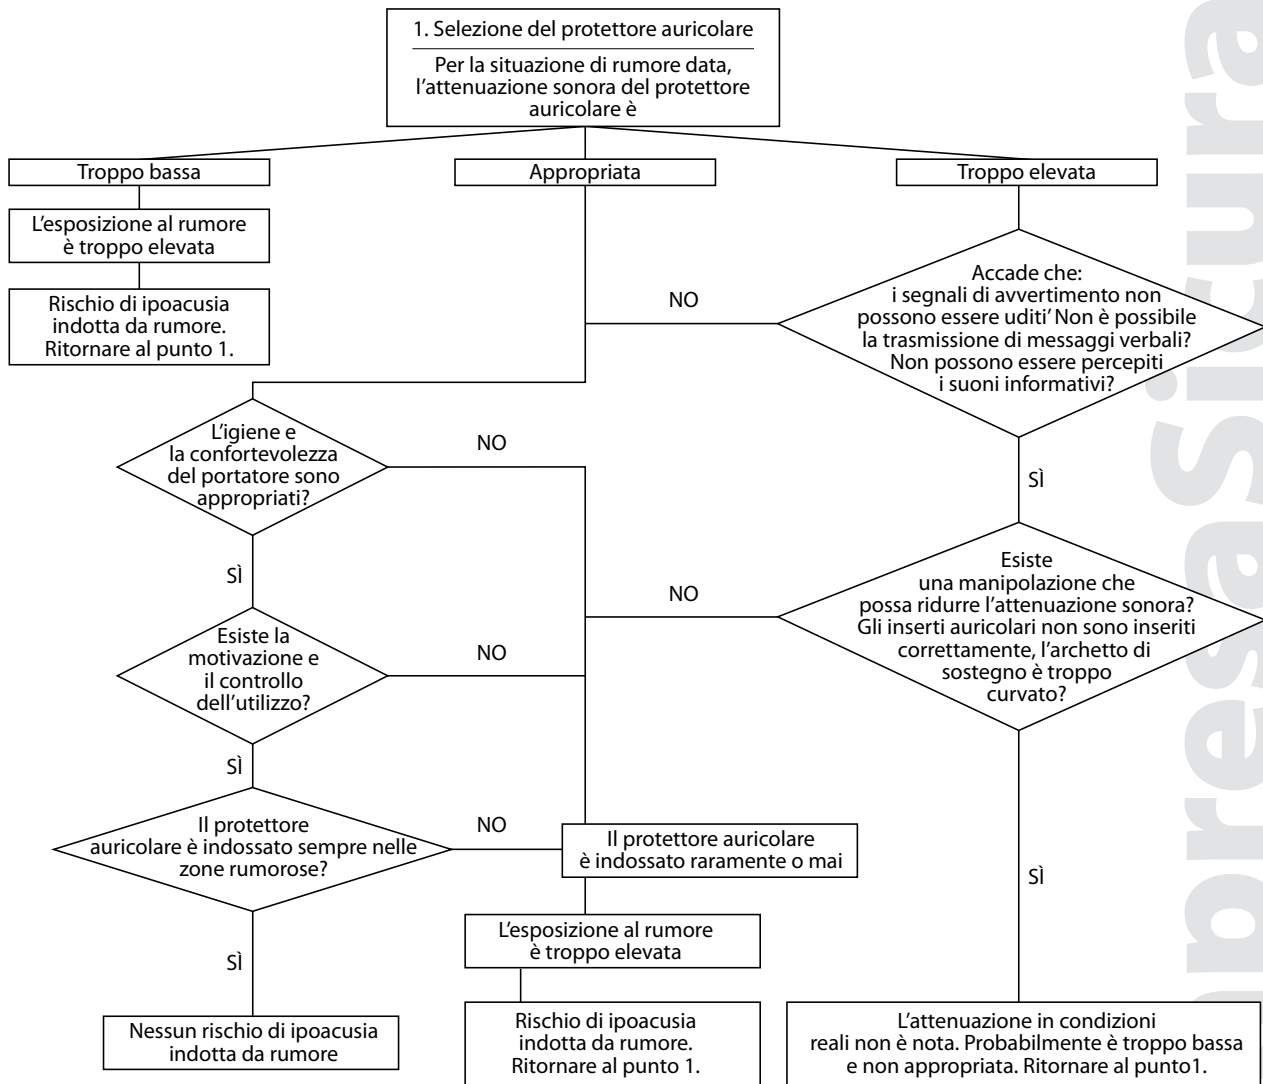 1. Selezione del protettore auricolare
Per la situazione di rumore data,
l'attenuazione sonora del protettore
auricolare è
Troppo bassa
Appropriata
Troppo elevata
L'esposizione al rumore
è troppo elevata
Rischio di ipoacusia
indotta da rumore.
Ritornare al punto 1.
Accade che:
i segnali di avvertimento non
possono essere uditi' Non è possibile
la trasmissione di messaggi verbali?
Non possono essere percepiti
i suoni informativi?
NO
L'igiene e
la confortevolezza
del portatore sono
appropriati?
NO
SÌ
SÌ
Esiste
una manipolazione che
possa ridurre l'attenuazione sonora?
Gli inserti auricolari non sono inseriti
correttamente, l'archetto di
sostegno è troppo
curvato?
NO
Esiste la
motivazione e
il controllo
dell'utilizzo?
NO
SÌ
Il protettore
auricolare è indossato sempre nelle
zone rumorose?
NO
Il protettore auricolare
è indossato raramente o mai
SÌ
SÌ
L'esposizione al rumore
è troppo elevata
Nessun rischio di ipoacusia
indotta da rumore
Rischio di ipoacusia
indotta da rumore.
Ritornare al punto 1.
L'attenuazione in condizioni
reali non è nota. Probabilmente è troppo bassa
e non appropriata. Ritornare al punto1.
presaSicura